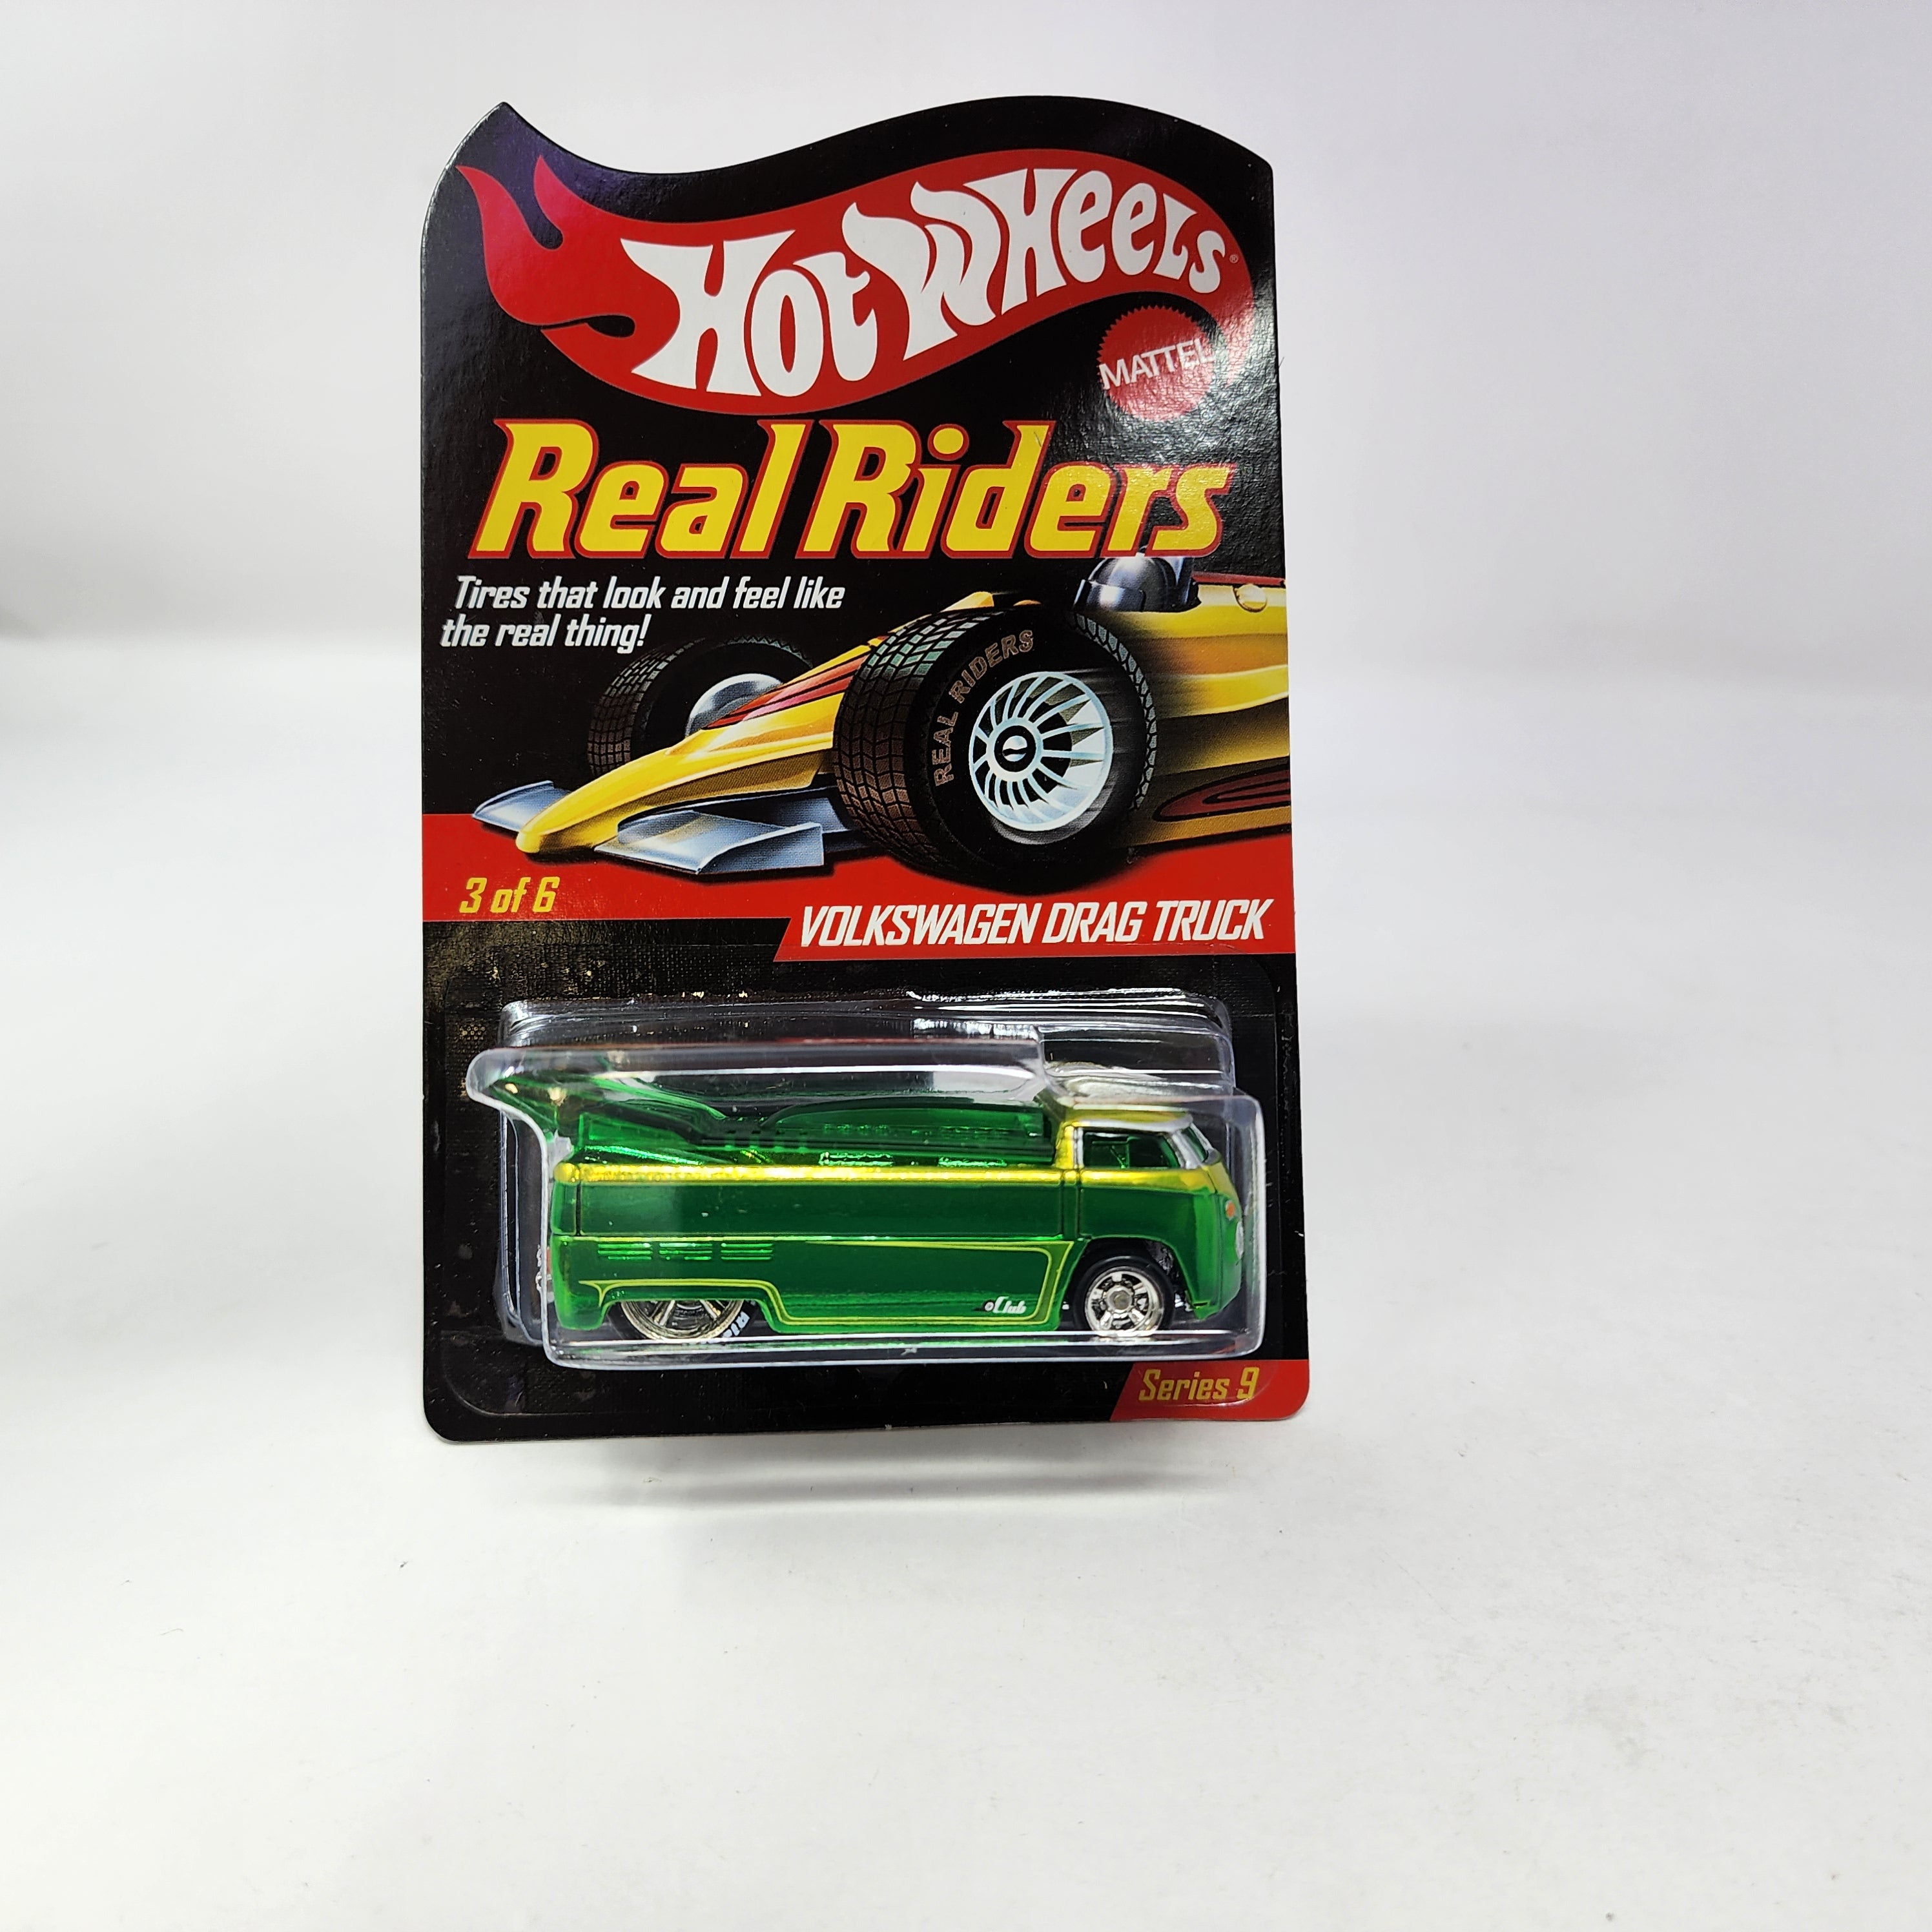 Hot Wheels®
MATTEL
Real Riders
Tires that look and feel like
the real thing!
REAL RIDERS
3 of 6
VOLKSWAGEN DRAG TRUCK
Club
Series 9